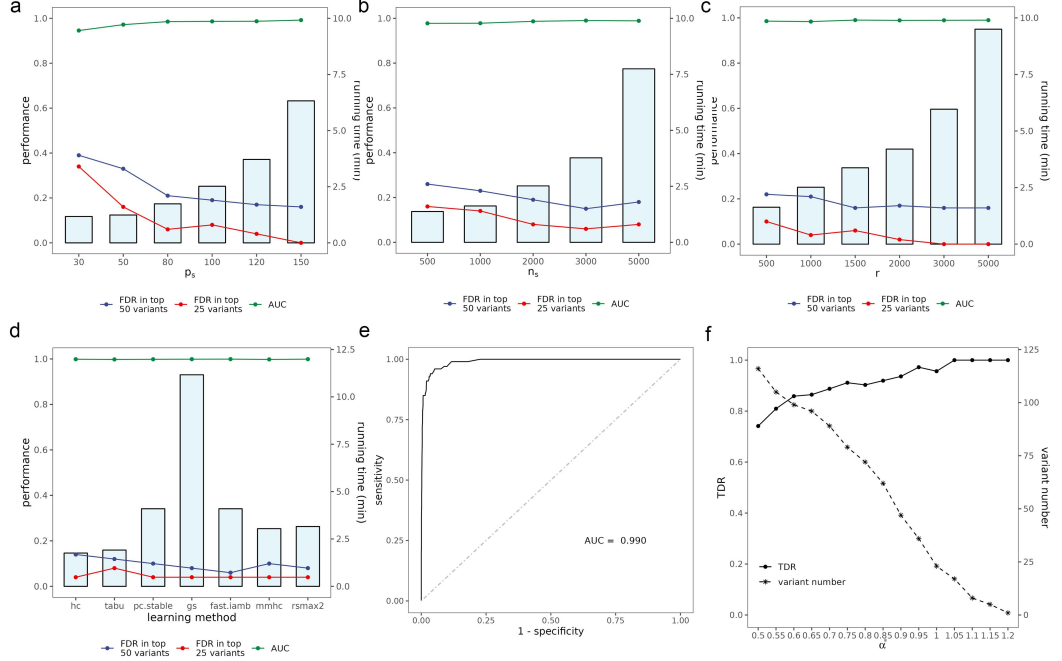 a
1.0
0.8
0.6
0.4
0.2
0.0
performance
10.0
7.5
5.0
2.5
0.0
running time (min)
30 50 80 100 120 150
ps
FDR in top
50 variants
FDR in top
25 variants
AUC
b
1.0
0.8
0.6
0.4
0.2
0.0
performance
10.0
7.5
5.0
2.5
0.0
running time (min)
500 1000 2000 3000 5000
ns
FDR in top
50 variants
FDR in top
25 variants
AUC
c
1.0
0.8
0.6
0.4
0.2
0.0
performance
10.0
7.5
5.0
2.5
0.0
running time (min)
500 1000 1500 2000 3000 5000
r
FDR in top
50 variants
FDR in top
25 variants
AUC
d
1.0
0.8
0.6
0.4
0.2
0.0
performance
12.5
10.0
7.5
5.0
2.5
0.0
running time (min)
hc tabu pc.stable gs fast.iamb mmhc rsmax2
learning method
FDR in top
50 variants
FDR in top
25 variants
AUC
e
1.00
0.75
0.50
0.25
0.00
sensitivity
AUC = 0.990
0.00 0.25 0.50 0.75 1.00
1 - specificity
f
1.0
0.8
0.6
0.4
0.2
0.0
TDR
125
100
75
50
25
0
variant number
TDR
variant number
0.5 0.55 0.6 0.65 0.7 0.75 0.8 0.85 0.9 0.95 1 1.05 1.1 1.15 1.2
α